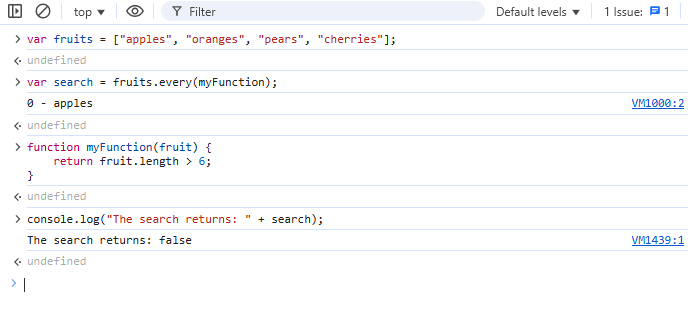 top ▼ Filter Default levels ▼ 1 Issue: 1
> var fruits = ["apples", "oranges", "pears", "cherries"];
<· undefined
> var search = fruits.every(myFunction);
0 - apples VM1000:2
<· undefined
> function myFunction(fruit) {
    return fruit.length > 6;
}
<· undefined
> console.log("The search returns: " + search);
The search returns: false VM1439:1
<· undefined
>